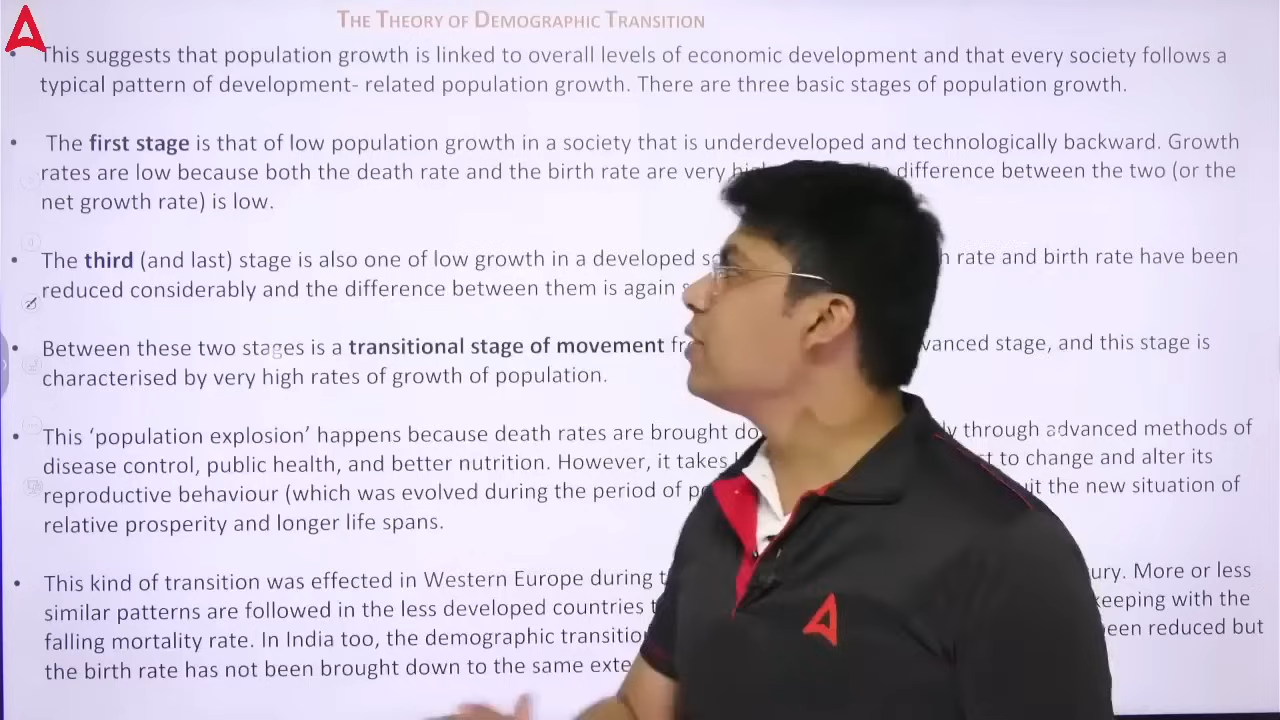 THE THEORY OF DEMOGRAPHIC TRANSITION
• This suggests that population growth is linked to overall levels of economic development and that every society follows a
typical pattern of development- related population growth. There are three basic stages of population growth.
• The first stage is that of low population growth in a society that is underdeveloped and technologically backward. Growth
rates are low because both the death rate and the birth rate are very difference between the two (or the
net growth rate) is low.
• The third (and last) stage is also one of low growth in a developed rate and birth rate have been
reduced considerably and the difference between them is again
• Between these two stages is a transitional stage of movement stage, and this stage is
characterised by very high rates of growth of population.
• This ‘population explosion’ happens because death rates are brought through advanced methods of
disease control, public health, and better nutrition. However, it takes to change and alter its
reproductive behaviour (which was evolved during the period of the new situation of
relative prosperity and longer life spans.
• This kind of transition was effected in Western Europe during More or less
similar patterns are followed in the less developed countries keeping with the
falling mortality rate. In India too, the demographic reduced but
the birth rate has not been brought down to the same